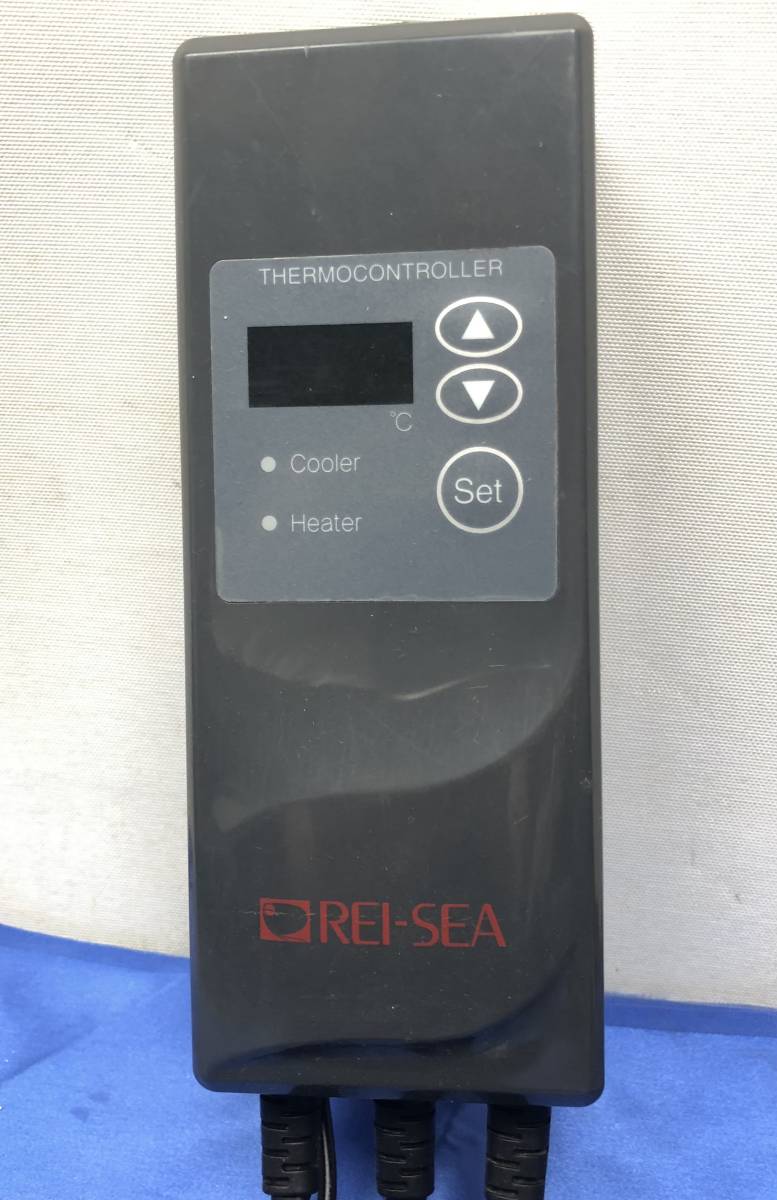 THERMOCONTROLLER
°C
Cooler
Set
Heater
REI-SEA